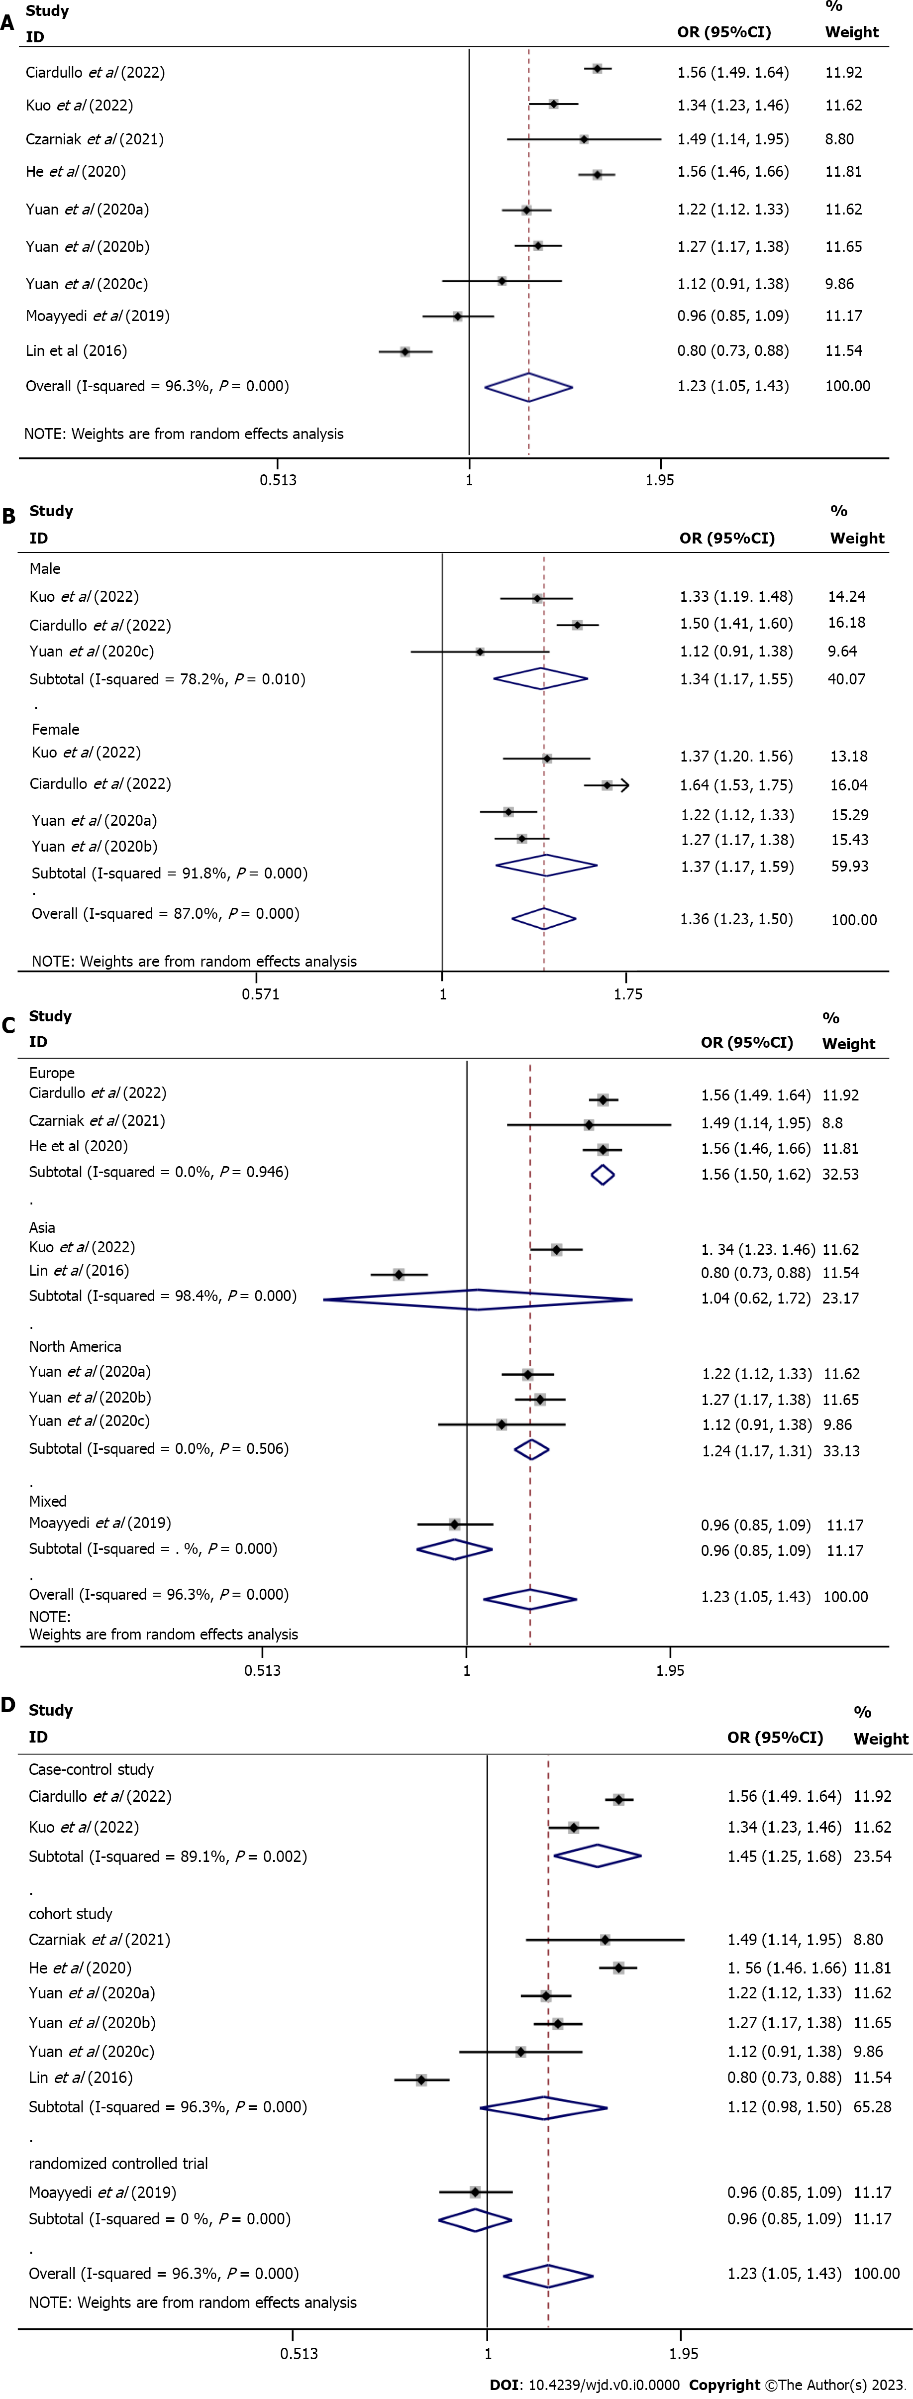 A
Study ID OR (95%CI) % Weight
Ciardullo et al (2022) 1.56 (1.49. 1.64) 11.92
Kuo et al (2022) 1.34 (1.23, 1.46) 11.62
Czarniak et al (2021) 1.49 (1.14, 1.95) 8.80
He et al (2020) 1.56 (1.46, 1.66) 11.81
Yuan et al (2020a) 1.22 (1.12. 1.33) 11.62
Yuan et al (2020b) 1.27 (1.17, 1.38) 11.65
Yuan et al (2020c) 1.12 (0.91, 1.38) 9.86
Moayyedi et al (2019) 0.96 (0.85, 1.09) 11.17
Lin et al (2016) 0.80 (0.73, 0.88) 11.54
Overall (I-squared = 96.3%, P = 0.000) 1.23 (1.05, 1.43) 100.00
NOTE: Weights are from random effects analysis
0.513 1 1.95
B
Study ID OR (95%CI) % Weight
Male
Kuo et al (2022) 1.33 (1.19. 1.48) 14.24
Ciardullo et al (2022) 1.50 (1.41, 1.60) 16.18
Yuan et al (2020c) 1.12 (0.91, 1.38) 9.64
Subtotal (I-squared = 78.2%, P = 0.010) 1.34 (1.17, 1.55) 40.07
.
Female
Kuo et al (2022) 1.37 (1.20. 1.56) 13.18
Ciardullo et al (2022) 1.64 (1.53, 1.75) 16.04
Yuan et al (2020a) 1.22 (1.12, 1.33) 15.29
Yuan et al (2020b) 1.27 (1.17, 1.38) 15.43
Subtotal (I-squared = 91.8%, P = 0.000) 1.37 (1.17, 1.59) 59.93
.
Overall (I-squared = 87.0%, P = 0.000) 1.36 (1.23, 1.50) 100.00
NOTE: Weights are from random effects analysis
0.571 1 1.75
C
Study ID OR (95%CI) % Weight
Europe
Ciardullo et al (2022) 1.56 (1.49. 1.64) 11.92
Czarniak et al (2021) 1.49 (1.14, 1.95) 8.8
He et al (2020) 1.56 (1.46, 1.66) 11.81
Subtotal (I-squared = 0.0%, P = 0.946) 1.56 (1.50, 1.62) 32.53
.
Asia
Kuo et al (2022) 1. 34 (1.23. 1.46) 11.62
Lin et al (2016) 0.80 (0.73, 0.88) 11.54
Subtotal (I-squared = 98.4%, P = 0.000) 1.04 (0.62, 1.72) 23.17
.
North America
Yuan et al (2020a) 1.22 (1.12, 1.33) 11.62
Yuan et al (2020b) 1.27 (1.17, 1.38) 11.65
Yuan et al (2020c) 1.12 (0.91, 1.38) 9.86
Subtotal (I-squared = 0.0%, P = 0.506) 1.24 (1.17, 1.31) 33.13
.
Mixed
Moayyedi et al (2019) 0.96 (0.85, 1.09) 11.17
Subtotal (I-squared = . %, P = 0.000) 0.96 (0.85, 1.09) 11.17
.
Overall (I-squared = 96.3%, P = 0.000) 1.23 (1.05, 1.43) 100.00
NOTE:
Weights are from random effects analysis
0.513 1 1.95
D
Study ID OR (95%CI) % Weight
Case-control study
Ciardullo et al (2022) 1.56 (1.49. 1.64) 11.92
Kuo et al (2022) 1.34 (1.23, 1.46) 11.62
Subtotal (I-squared = 89.1%, P = 0.002) 1.45 (1.25, 1.68) 23.54
.
cohort study
Czarniak et al (2021) 1.49 (1.14, 1.95) 8.80
He et al (2020) 1. 56 (1.46. 1.66) 11.81
Yuan et al (2020a) 1.22 (1.12, 1.33) 11.62
Yuan et al (2020b) 1.27 (1.17, 1.38) 11.65
Yuan et al (2020c) 1.12 (0.91, 1.38) 9.86
Lin et al (2016) 0.80 (0.73, 0.88) 11.54
Subtotal (I-squared = 96.3%, P = 0.000) 1.12 (0.98, 1.50) 65.28
.
randomized controlled trial
Moayyedi et al (2019) 0.96 (0.85, 1.09) 11.17
Subtotal (I-squared = 0 %, P = 0.000) 0.96 (0.85, 1.09) 11.17
.
Overall (I-squared = 96.3%, P = 0.000) 1.23 (1.05, 1.43) 100.00
NOTE: Weights are from random effects analysis
0.513 1 1.95
DOI: 10.4239/wjd.v0.i0.0000 Copyright ©The Author(s) 2023.